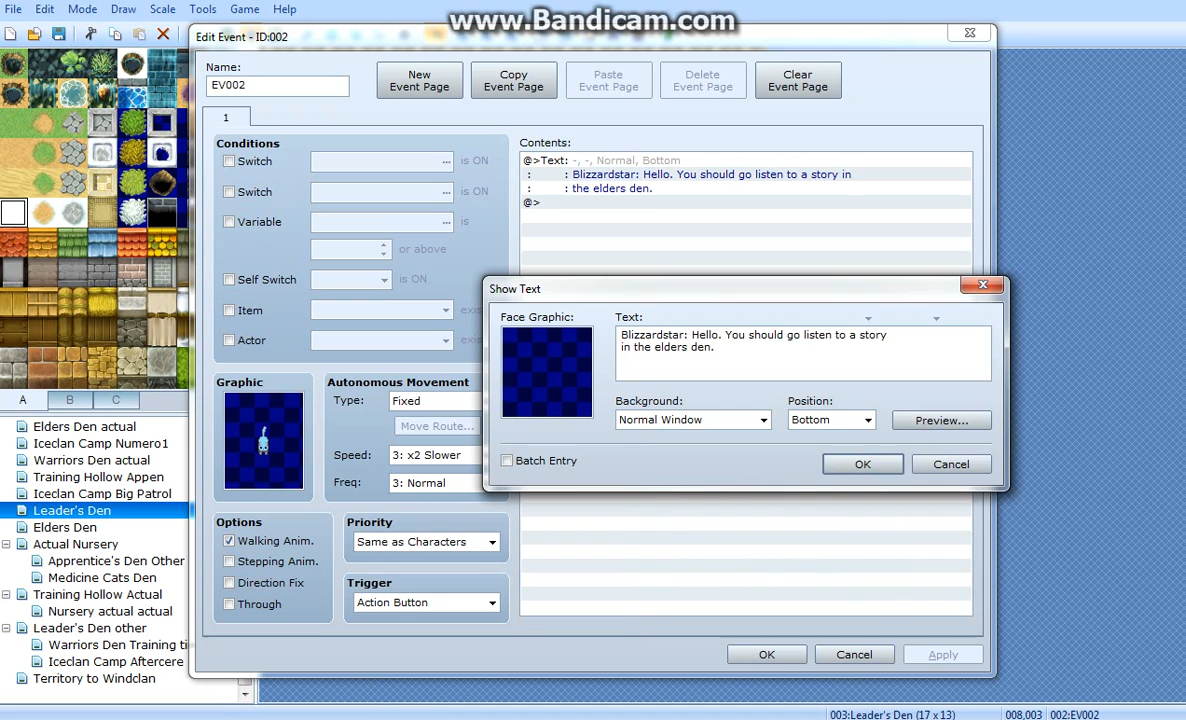 File Edit Mode Draw Scale Tools Game Help
www.Bandicam.com
Edit Event - ID:002
Name:
EV002
New Event Page
Copy Event Page
Paste Event Page
Delete Event Page
Clear Event Page
1
Conditions
Switch ... is ON
Switch ... is ON
Variable ... is
or above
Self Switch is ON
Item
Actor
Graphic
Autonomous Movement
Type: Fixed
Move Route...
Speed: 3: x2 Slower
Freq: 3: Normal
Options
Walking Anim.
Stepping Anim.
Direction Fix
Through
Priority
Same as Characters
Trigger
Action Button
Contents:
@>Text: -, -, Normal, Bottom
: : Blizzardstar: Hello. You should go listen to a story in
: : the elders den.
@>
Show Text
Face Graphic:
Text:
Blizzardstar: Hello. You should go listen to a story
in the elders den.
Background:
Normal Window
Position:
Bottom
Preview...
Batch Entry
OK
Cancel
OK
Cancel
Apply
A B C
Elders Den actual
Iceclan Camp Numero1
Warriors Den actual
Training Hollow Appen
Iceclan Camp Big Patrol
Leader's Den
Elders Den
Actual Nursery
Apprentice's Den Other
Medicine Cats Den
Training Hollow Actual
Nursery actual actual
Leader's Den other
Warriors Den Training ti
Iceclan Camp Aftercere
Territory to Windclan
003:Leader's Den (17 x 13) 008,003 002:EV002